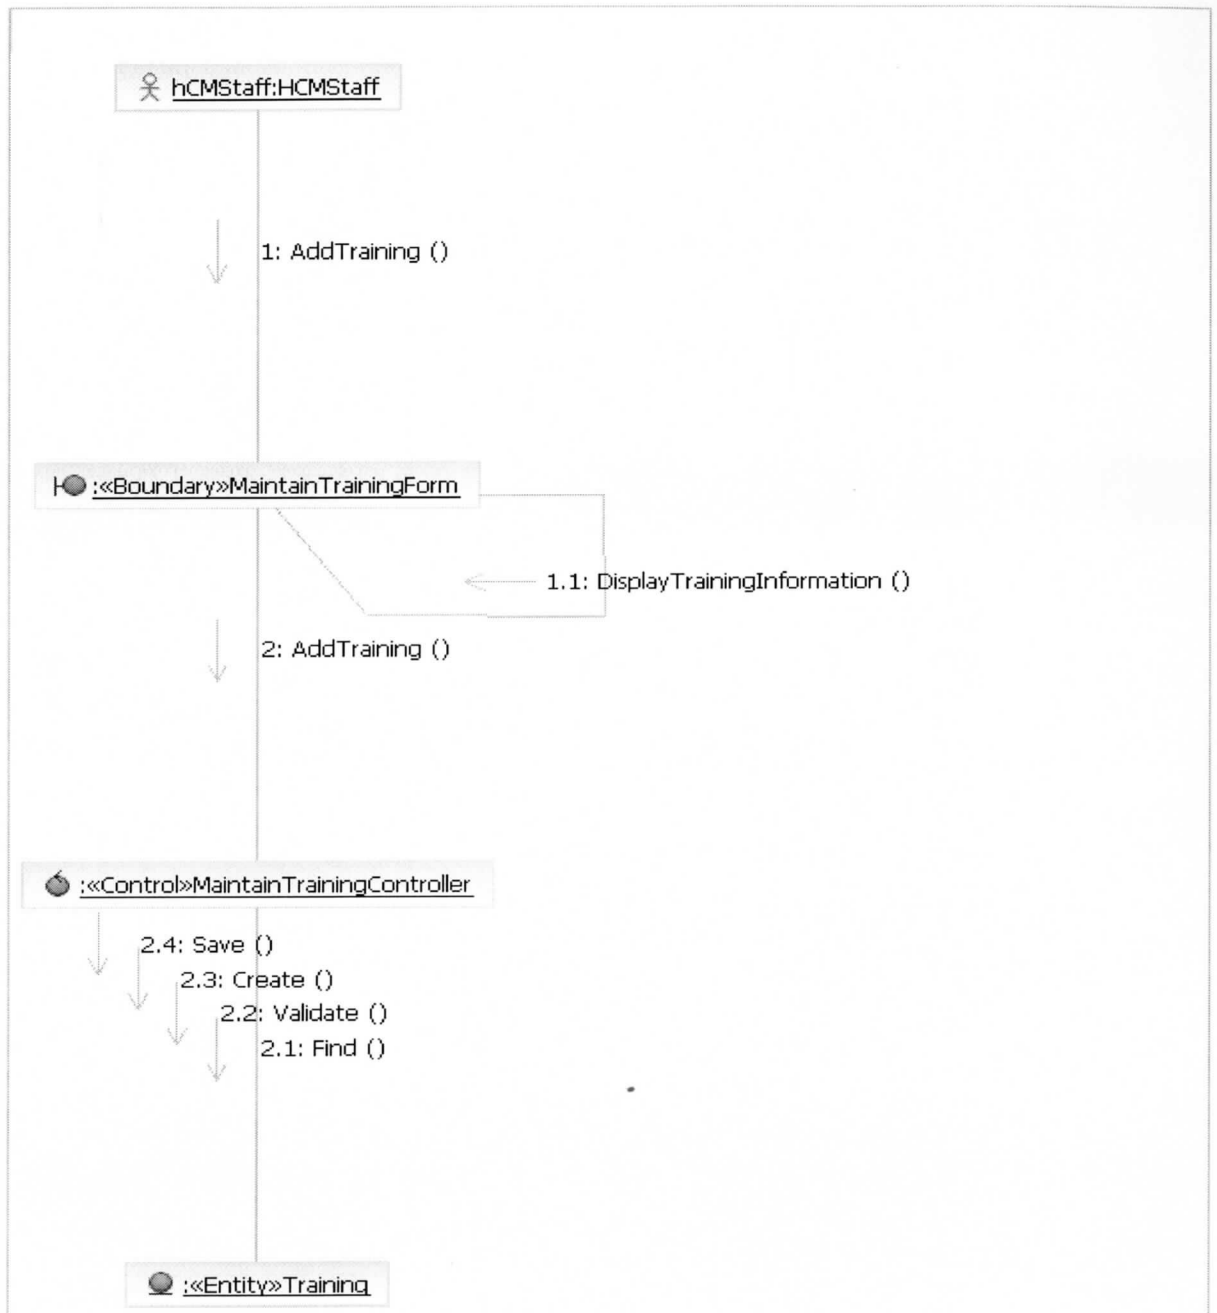 hCMStaff:HCMStaff
1: AddTraining ()
:«Boundary»MaintainTrainingForm
1.1: DisplayTrainingInformation ()
2: AddTraining ()
:«Control»MaintainTrainingController
2.4: Save ()
2.3: Create ()
2.2: Validate ()
2.1: Find ()
:«Entity»Training